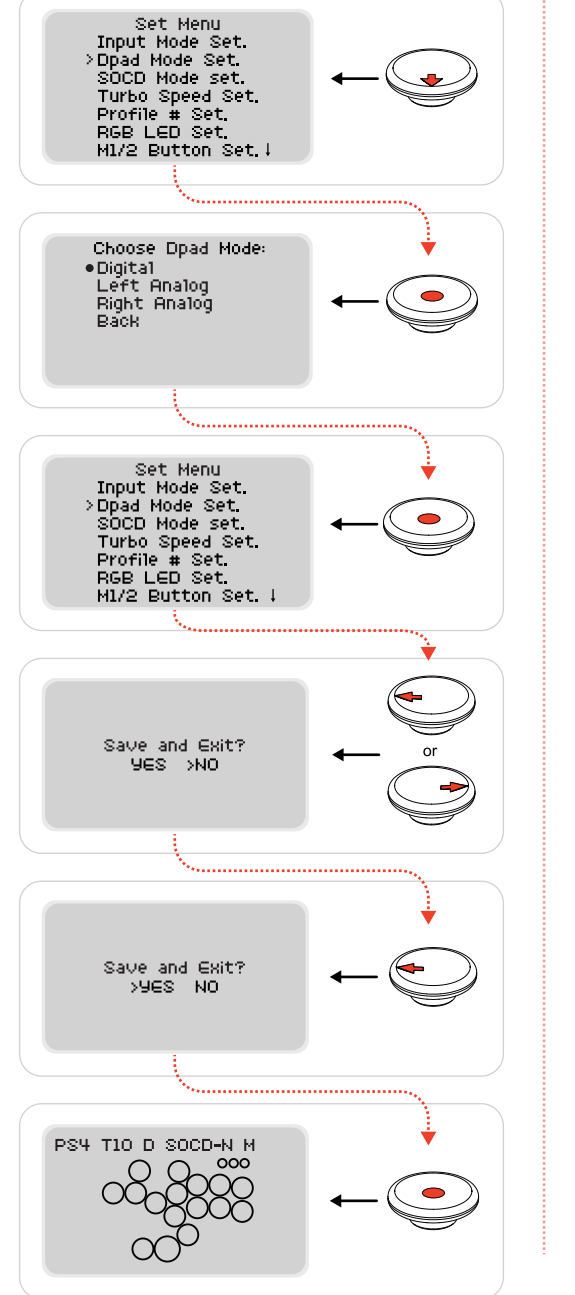 Set Menu
Input Mode Set.
>Dpad Mode Set.
SOCD Mode set.
Turbo Speed Set.
Profile # Set.
RGB LED Set.
M1/2 Button Set.↓
Choose Dpad Mode:
●Digital
Left Analog
Right Analog
Back
Set Menu
Input Mode Set.
>Dpad Mode Set.
SOCD Mode set.
Turbo Speed Set.
Profile # Set.
RGB LED Set.
M1/2 Button Set. ↓
Save and Exit?
YES >NO
or
Save and Exit?
>YES NO
PS4 T10 D SOCD-N M